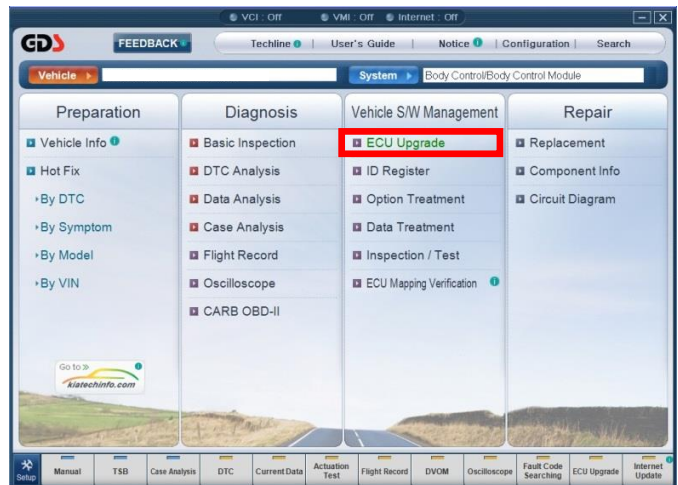 VCI : Off VMI : Off Internet : Off
GDS FEEDBACK Techline User's Guide Notice Configuration Search
Vehicle System Body Control/Body Control Module
Preparation Diagnosis Vehicle S/W Management Repair
Vehicle Info Basic Inspection ECU Upgrade Replacement
Hot Fix DTC Analysis ID Register Component Info
By DTC Data Analysis Option Treatment Circuit Diagram
By Symptom Case Analysis Data Treatment
By Model Flight Record Inspection / Test
By VIN Oscilloscope ECU Mapping Verification
CARB OBD-II
Go to
kiatechinfo.com
Setup Manual TSB Case Analysis DTC Current Data Actuation Test Flight Record DVOM Oscilloscope Fault Code Searching ECU Upgrade Internet Update